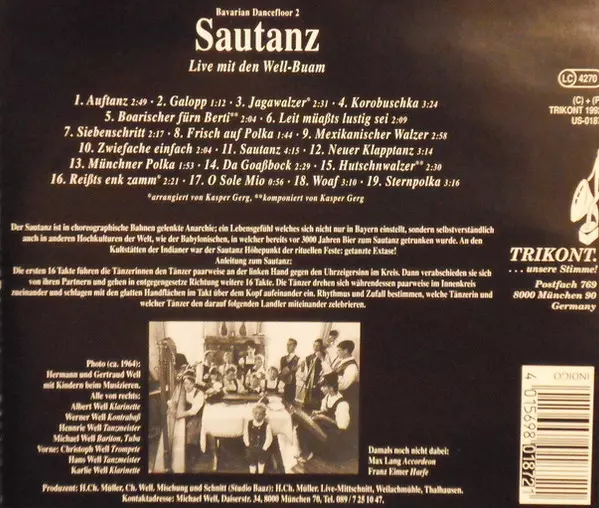 Bavarian Dancefloor 2
Sautanz
Live mit den Well-Buam
1. Auftanz 2:49 · 2. Galopp 1:12 · 3. Jagawalzer* 2:31 · 4. Korobuschka 3:24
5. Boarischer fürn Berti** 2:04 · 6. Leit müaßts lustig sei 2:09
7. Siebenschritt 2:17 · 8. Frisch auf Polka 1:44 · 9. Mexikanischer Walzer 2:58
10. Zwiefache einfach 2:04 · 11. Sautanz 4:15 · 12. Neuer Klapptanz 3:14
13. Münchner Polka 1:53 · 14. Da Goaßbock 2:29 · 15. Hutschnwalzer** 2:30
16. Reißts enk zamm* 2:21 · 17. O Sole Mio 0:56 · 18. Woaf 3:10 · 19. Sternpolka 3:16
*arrangiert von Kasper Gerg, **komponiert von Kasper Gerg
Der Sautanz ist in choreographische Bahnen gelenkte Anarchie; ein Lebensgefühl welches sich nicht nur in Bayern einstellt, sondern selbstverständlich
auch in anderen Hochkulturen der Welt, wie der Babylonischen, in welcher bereits vor 3000 Jahren Bier zum Sautanz getrunken wurde. An den
Kultstätten der Indianer war der Sautanz Höhepunkt der rituellen Feste: getanzte Extase!
Anleitung zum Sautanz:
Die ersten 16 Takte führen die Tänzerinnen den Tänzer paarweise an der linken Hand gegen den Uhrzeigersinn im Kreis. Dann verabschieden sie sich
von ihren Partnern und gehen in entgegengesetzte Richtung weitere 16 Takte. Die Tänzer drehen sich währendessen paarweise im Innenkreis
zueinander und schlagen mit den glatten Handflächen im Takt über dem Kopf aufeinander ein. Rhythmus und Zufall bestimmen, welche Tänzerin und
welcher Tänzer den darauf folgenden Landler miteinander zelebrieren.
Photo (ca. 1964):
Hermann und Gertraud Well
mit Kindern beim Musizieren.
Alle von rechts:
Albert Well Klarinette
Werner Well Kontrabaß
Hennrie Well Tanzmeister
Michael Well Bariton, Tuba
Vorne: Christoph Well Trompete
Hans Well Tanzmeister
Karlie Well Klarinette
Damals noch nicht dabei:
Max Lang Accordeon
Franz Eimer Harfe
Produzent: H.Ch. Müller, Ch. Well, Mischung und Schnitt (Studio Bauz): H.Ch. Müller, Live-Mittschnitt, Weilachmühle, Thalhausen.
Kontaktadresse: Michael Well, Daiserstr. 34, 8000 München 70, Tel. 089 / 7 25 10 47.
LC 4270
(C) + (P
TRIKONT 199
US-0187
TRIKONT.
. . . unsere Stimme!
Postfach 769
8000 München 90
Germany
INDIGO
4 015698 018721